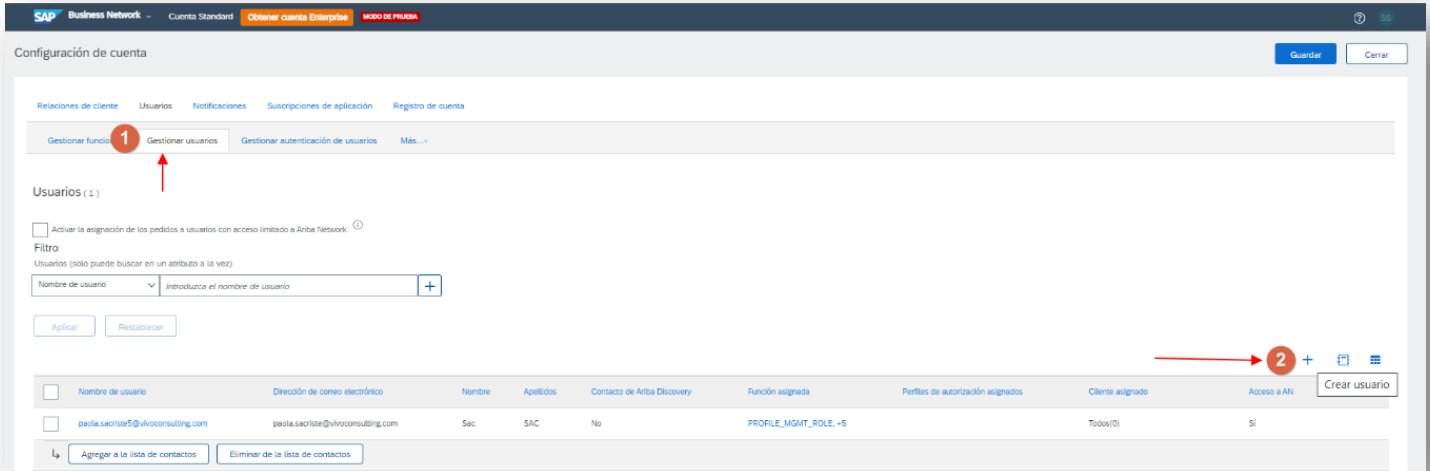 SAP Business Network Cuenta Standard Obtener cuenta Enterprise MODO DE PRUEBA SS
Configuración de cuenta Guardar Cerrar
Relaciones de cliente Usuarios Notificaciones Suscripciones de aplicación Registro de cuenta
Gestionar funcio 1 Gestionar usuarios Gestionar autenticación de usuarios Más...
Usuarios (1)
Activar la asignación de los pedidos a usuarios con acceso limitado a Ariba Network.
Filtro
Usuarios (solo puede buscar en un atributo a la vez)
Nombre de usuario Introduzca el nombre de usuario +
Aplicar Restablecer
2 +
Crear usuario
Nombre de usuario Dirección de correo electrónico Nombre Apellidos Contacto de Ariba Discovery Función asignada Perfiles de autorización asignados Cliente asignado Acceso a AN
paola.sacriste5@vivoconsulting.com paola.sacriste@vivoconsulting.com Sac SAC No PROFILE_MGMT_ROLE, +5 Todos(0) Sí
Agregar a la lista de contactos Eliminar de la lista de contactos